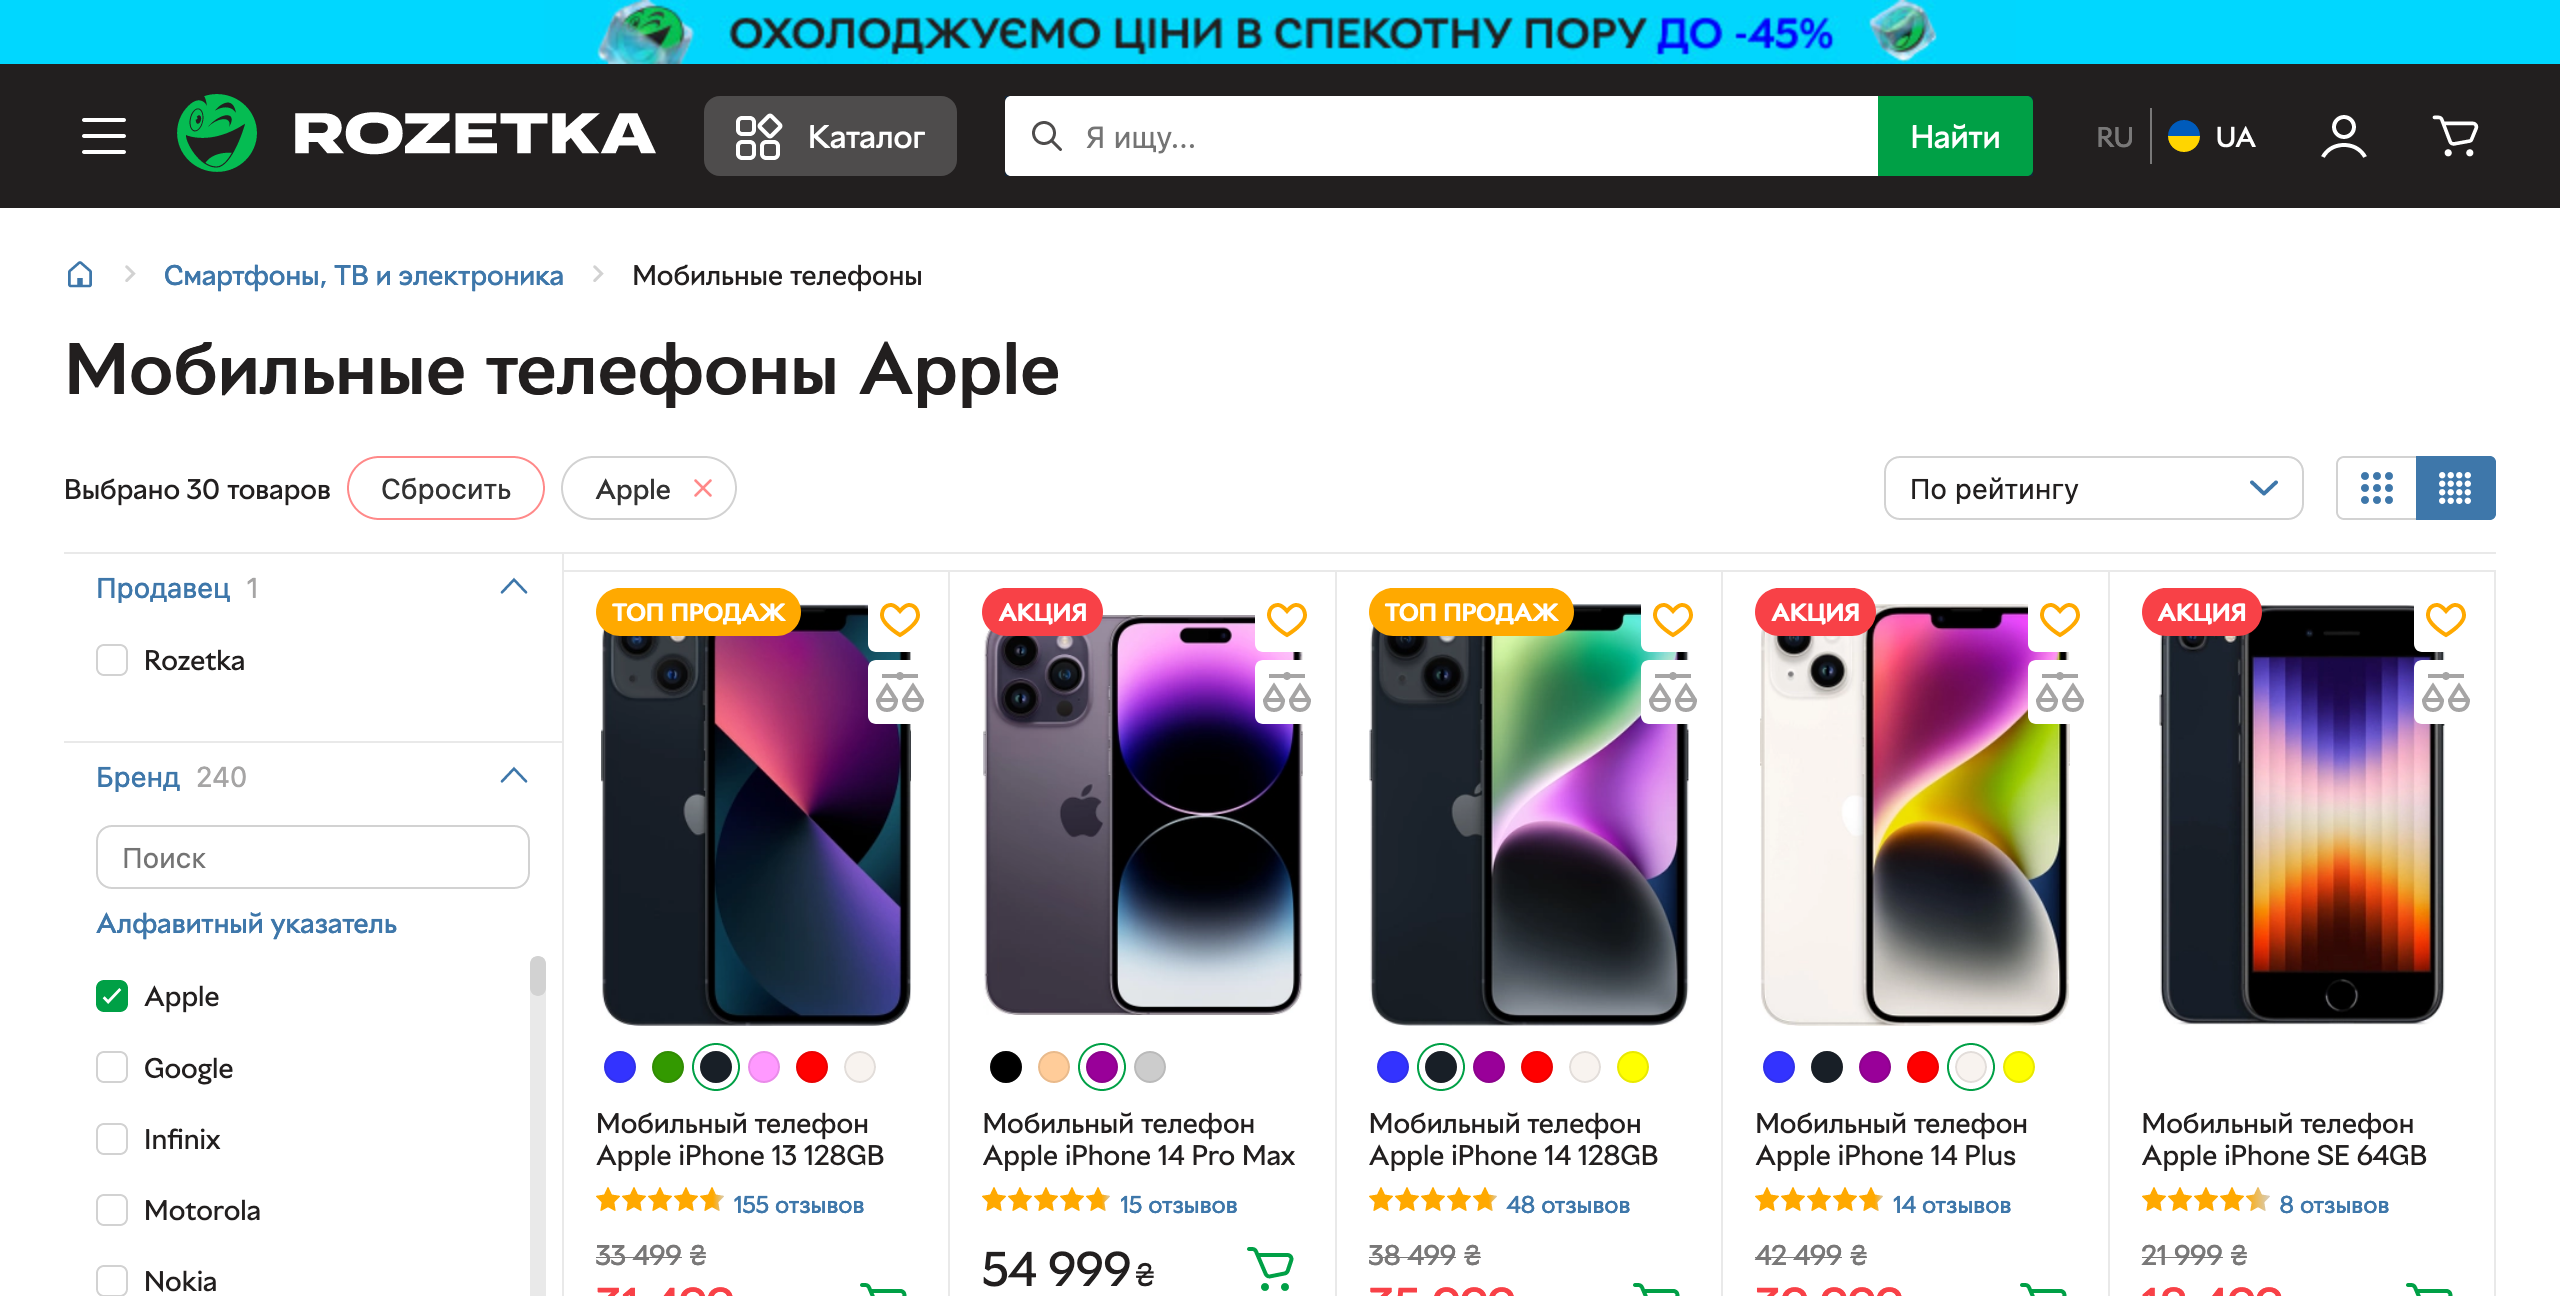 ОХОЛОДЖУЄМО ЦІНИ В СПЕКОТНУ ПОРУ ДО -45%
ROZETKA
Каталог
Я ищу...
Найти
RU
UA
Смартфоны, ТВ и электроника
Мобильные телефоны
Мобильные телефоны Apple
Выбрано 30 товаров
Сбросить
Apple
По рейтингу
Продавец 1
Rozetka
Бренд 240
Поиск
Алфавитный указатель
Apple
Google
Infinix
Motorola
Nokia
ТОП ПРОДАЖ
Мобильный телефон
Apple iPhone 13 128GB
155 отзывов
33 499 ₴
АКЦИЯ
Мобильный телефон
Apple iPhone 14 Pro Max
15 отзывов
54 999 ₴
ТОП ПРОДАЖ
Мобильный телефон
Apple iPhone 14 128GB
48 отзывов
38 499 ₴
АКЦИЯ
Мобильный телефон
Apple iPhone 14 Plus
14 отзывов
42 499 ₴
АКЦИЯ
Мобильный телефон
Apple iPhone SE 64GB
8 отзывов
21 999 ₴